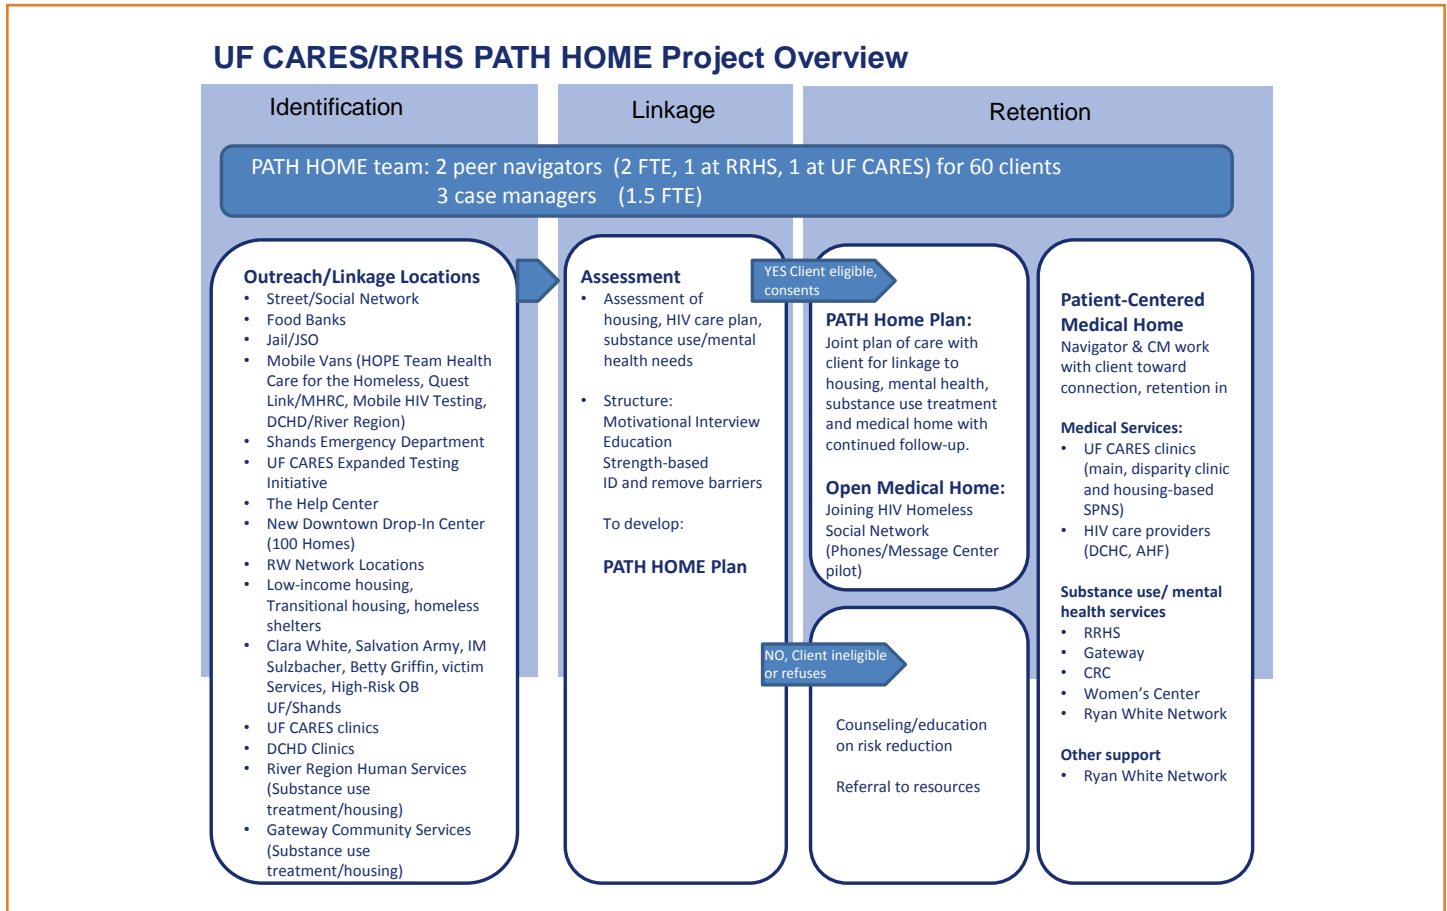 UF CARES/RRHS PATH HOME Project Overview
Identification
Linkage
Retention
PATH HOME team: 2 peer navigators (2 FTE, 1 at RRHS, 1 at UF CARES) for 60 clients
3 case managers (1.5 FTE)
Outreach/Linkage Locations
• Street/Social Network
• Food Banks
• Jail/JSO
• Mobile Vans (HOPE Team Health
Care for the Homeless, Quest
Link/MHRC, Mobile HIV Testing,
DCHD/River Region)
• Shands Emergency Department
• UF CARES Expanded Testing
Initiative
• The Help Center
• New Downtown Drop-In Center
(100 Homes)
• RW Network Locations
• Low-income housing,
Transitional housing, homeless
shelters
• Clara White, Salvation Army, IM
Sulzbacher, Betty Griffin, victim
Services, High-Risk OB
UF/Shands
• UF CARES clinics
• DCHD Clinics
• River Region Human Services
(Substance use
treatment/housing)
• Gateway Community Services
(Substance use
treatment/housing)
Assessment
• Assessment of
housing, HIV care plan,
substance use/mental
health needs
• Structure:
Motivational Interview
Education
Strength-based
ID and remove barriers
To develop:
PATH HOME Plan
YES Client eligible,
consents
PATH Home Plan:
Joint plan of care with
client for linkage to
housing, mental health,
substance use treatment
and medical home with
continued follow-up.
Open Medical Home:
Joining HIV Homeless
Social Network
(Phones/Message Center
pilot)
NO, Client ineligible
or refuses
Counseling/education
on risk reduction
Referral to resources
Patient-Centered
Medical Home
Navigator & CM work
with client toward
connection, retention in
Medical Services:
• UF CARES clinics
(main, disparity clinic
and housing-based
SPNS)
• HIV care providers
(DCHC, AHF)
Substance use/ mental
health services
• RRHS
• Gateway
• CRC
• Women's Center
• Ryan White Network
Other support
• Ryan White Network